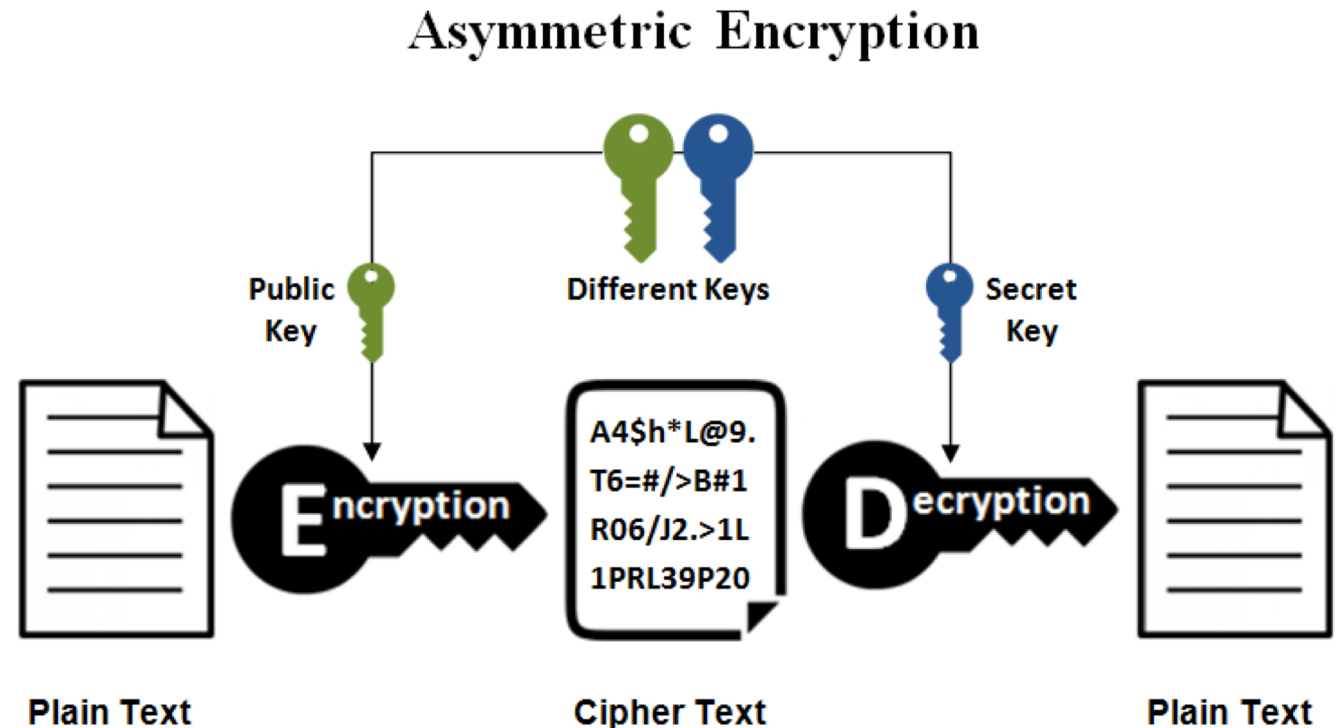 Asymmetric Encryption
Public
Key
Different Keys
Secret
Key
Encryption
A4$h*L@9.
T6=#/>B#1
R06/J2.>1L
1PRL39P20
Decryption
Plain Text
Cipher Text
Plain Text